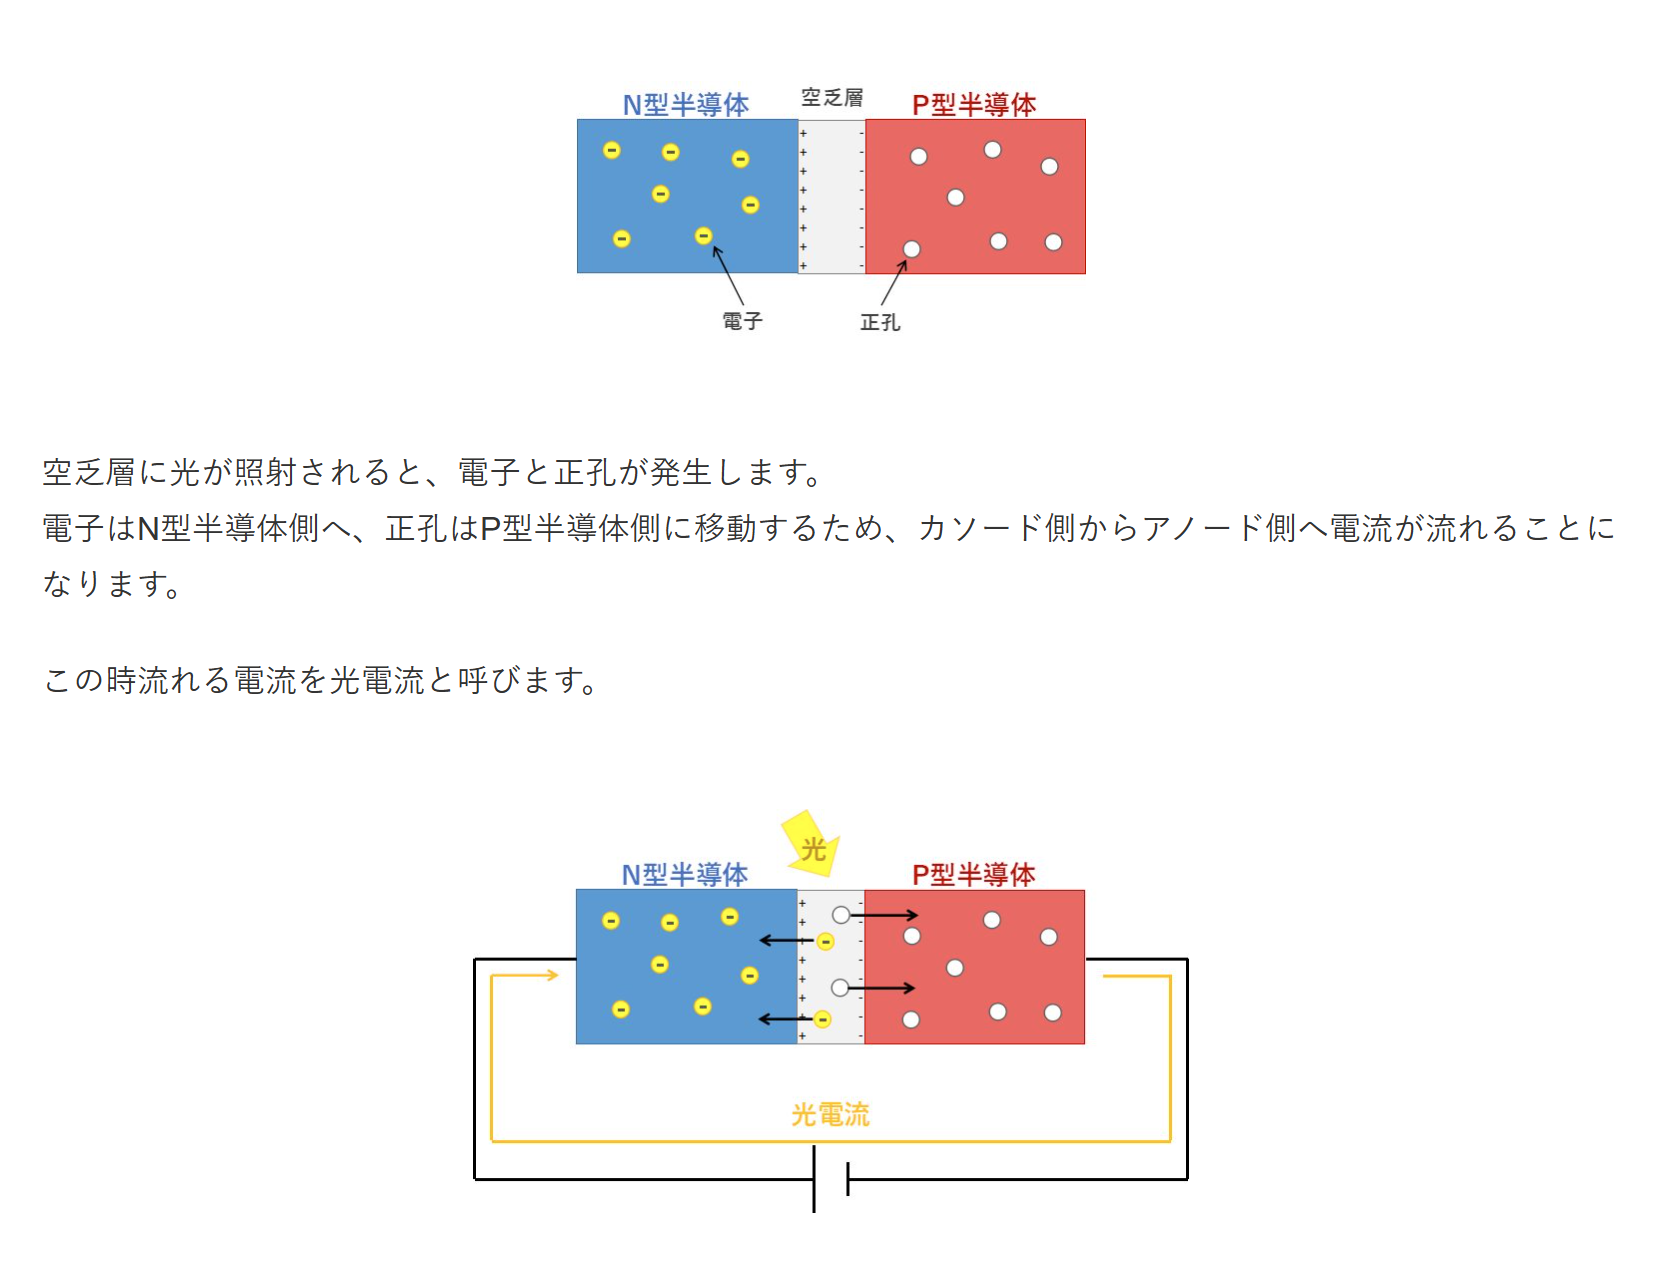 N型半導体 空乏層 P型半導体
電子 正孔
空乏層に光が照射されると、電子と正孔が発生します。
電子はN型半導体側へ、正孔はP型半導体側に移動するため、カソード側からアノード側へ電流が流れることに
なります。
この時流れる電流を光電流と呼びます。
光
N型半導体 P型半導体
光電流